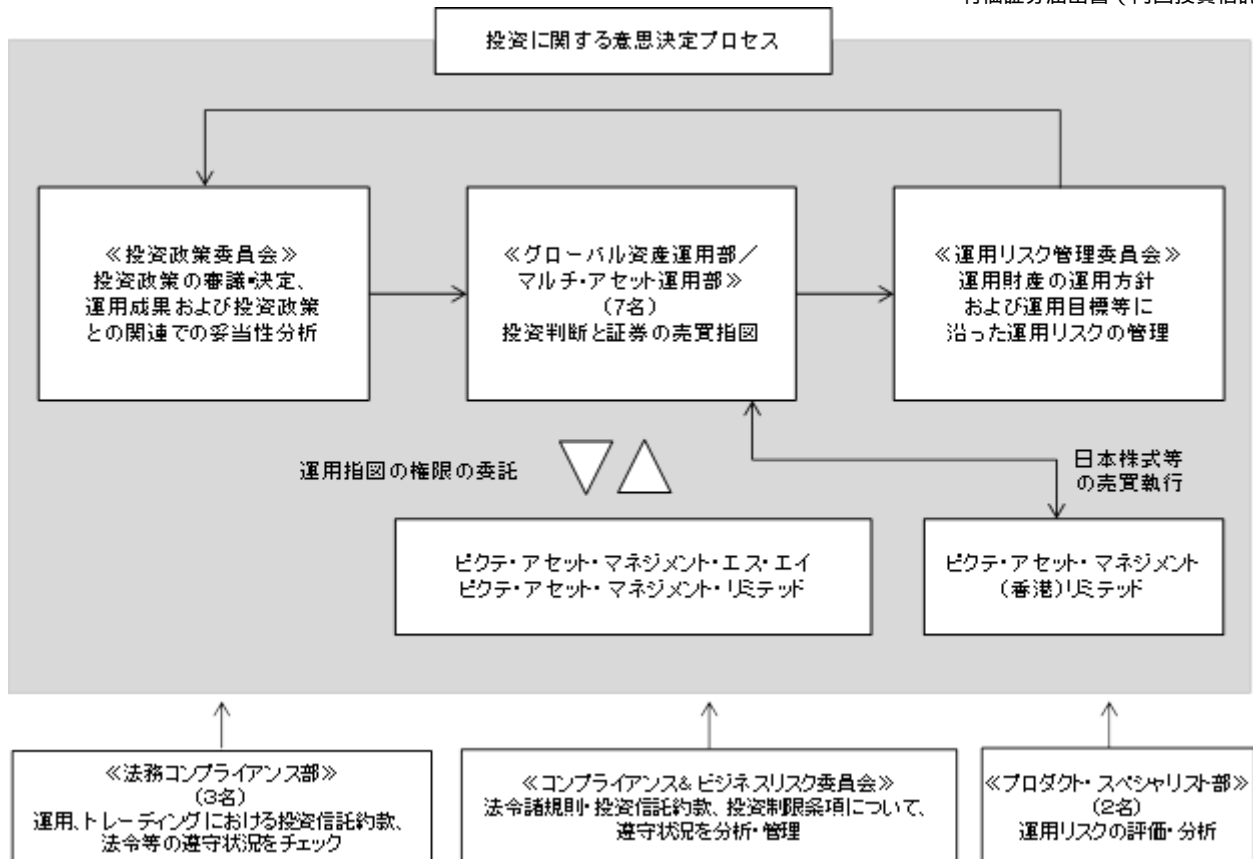 有価証券届出書(内国投資信託
投資に関する意思決定プロセス
≪投資政策委員会≫
投資政策の審議・決定、
運用成果および投資政策
との関連での妥当性分析
≪グローバル資産運用部/
マルチ・アセット運用部≫
(7名)
投資判断と証券の売買指図
≪運用リスク管理委員会≫
運用財産の運用方針
および運用目標等に
沿った運用リスクの管理
運用指図の権限の委託
日本株式等
の売買執行
ピクテ・アセット・マネジメント・エス・エイ
ピクテ・アセット・マネジメント・リミテッド
ピクテ・アセット・マネジメント
(香港)リミテッド
≪法務コンプライアンス部≫
(3名)
運用、トレーディングにおける投資信託約款、
法令等の遵守状況をチェック
≪コンプライアンス&ビジネスリスク委員会≫
法令諸規則・投資信託約款、投資制限条項について、
遵守状況を分析・管理
≪プロダクト・スペシャリスト部≫
(2名)
運用リスクの評価・分析